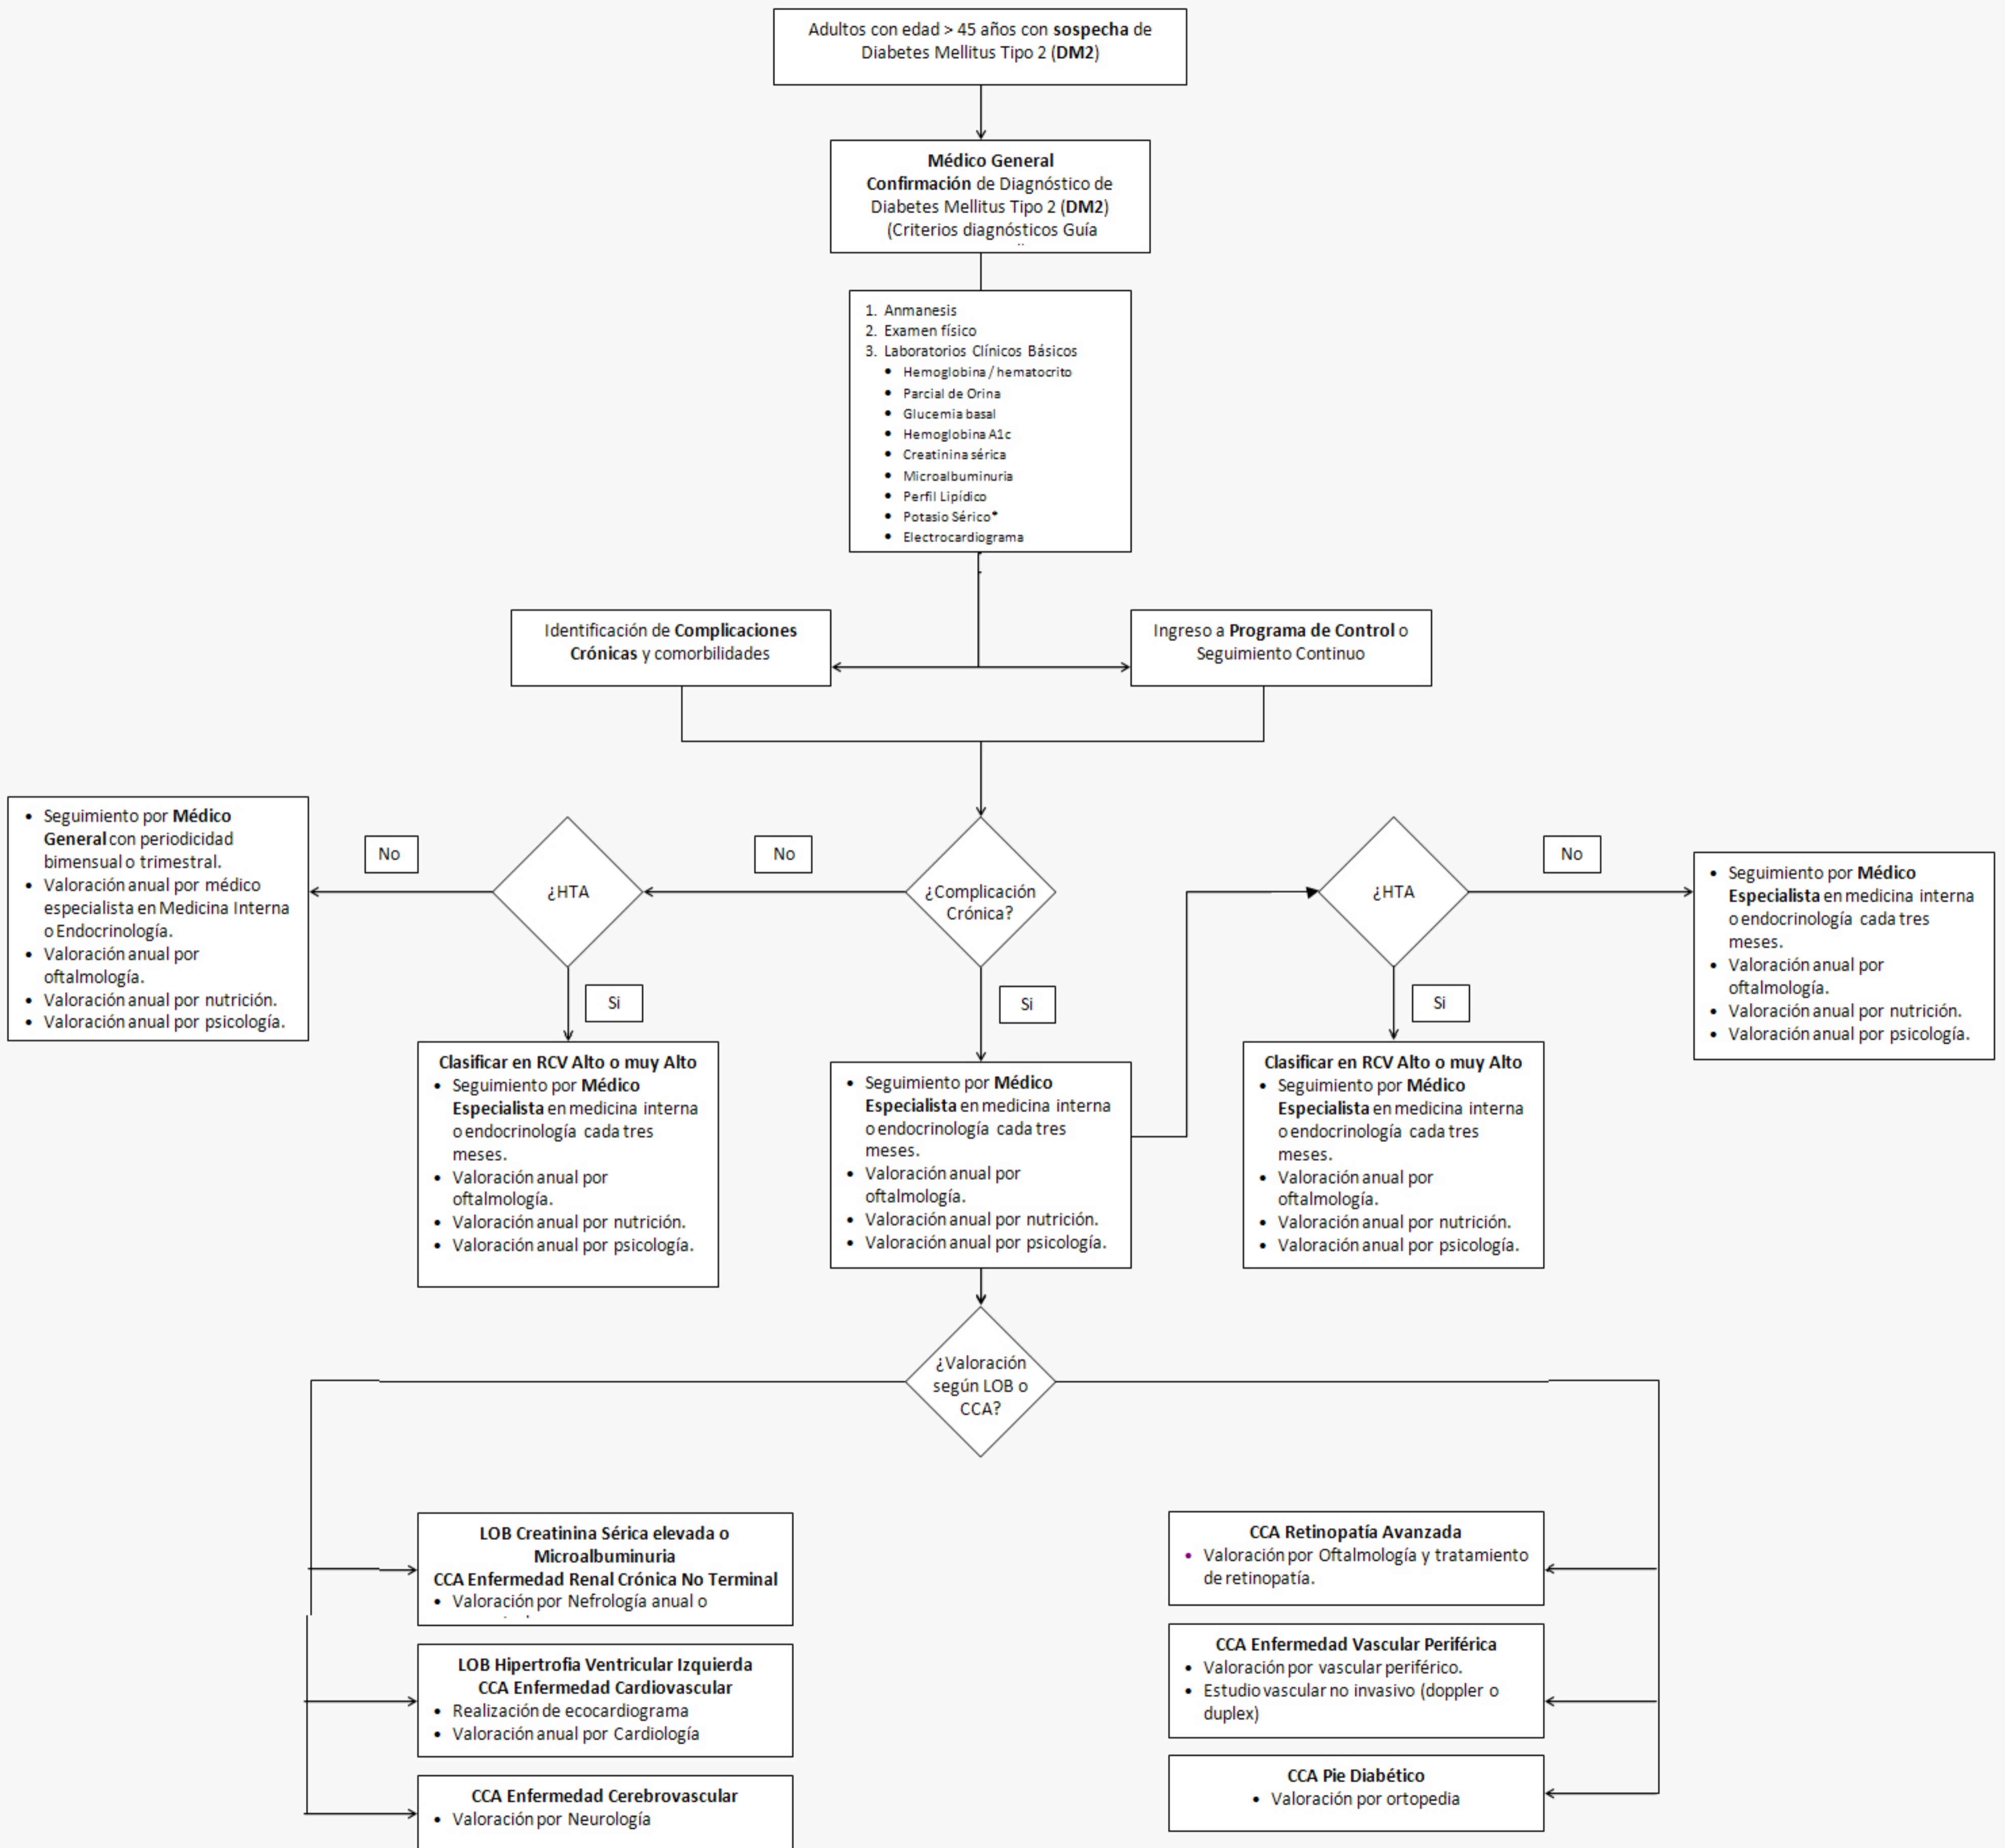 Adultos con edad > 45 años con sospecha de
Diabetes Mellitus Tipo 2 (DM2)
Médico General
Confirmación de Diagnóstico de
Diabetes Mellitus Tipo 2 (DM2)
(Criterios diagnósticos Guía
1. Anmanesis
2. Examen físico
3. Laboratorios Clínicos Básicos
• Hemoglobina / hematocrito
• Parcial de Orina
• Glucemia basal
• Hemoglobina A1c
• Creatinina sérica
• Microalbuminuria
• Perfil Lipídico
• Potasio Sérico*
• Electrocardiograma
Identificación de Complicaciones
Crónicas y comorbilidades
Ingreso a Programa de Control o
Seguimiento Continuo
• Seguimiento por Médico
General con periodicidad
bimensual o trimestral.
• Valoración anual por médico
especialista en Medicina Interna
o Endocrinología.
• Valoración anual por
oftalmología.
• Valoración anual por nutrición.
• Valoración anual por psicología.
No
¿HTA
No
¿Complicación
Crónica?
¿HTA
No
• Seguimiento por Médico
Especialista en medicina interna
o endocrinología cada tres
meses.
• Valoración anual por
oftalmología.
• Valoración anual por nutrición.
• Valoración anual por psicología.
Si
Si
Si
Clasificar en RCV Alto o muy Alto
• Seguimiento por Médico
Especialista en medicina interna
o endocrinología cada tres
meses.
• Valoración anual por
oftalmología.
• Valoración anual por nutrición.
• Valoración anual por psicología.
• Seguimiento por Médico
Especialista en medicina interna
o endocrinología cada tres
meses.
• Valoración anual por
oftalmología.
• Valoración anual por nutrición.
• Valoración anual por psicología.
Clasificar en RCV Alto o muy Alto
• Seguimiento por Médico
Especialista en medicina interna
o endocrinología cada tres
meses.
• Valoración anual por
oftalmología.
• Valoración anual por nutrición.
• Valoración anual por psicología.
¿Valoración
según LOB o
CCA?
LOB Creatinina Sérica elevada o
Microalbuminuria
CCA Enfermedad Renal Crónica No Terminal
• Valoración por Nefrología anual o
LOB Hipertrofia Ventricular Izquierda
CCA Enfermedad Cardiovascular
• Realización de ecocardiograma
• Valoración anual por Cardiología
CCA Enfermedad Cerebrovascular
• Valoración por Neurología
CCA Retinopatía Avanzada
• Valoración por Oftalmología y tratamiento
de retinopatía.
CCA Enfermedad Vascular Periférica
• Valoración por vascular periférico.
• Estudio vascular no invasivo (doppler o
duplex)
CCA Pie Diabético
• Valoración por ortopedia